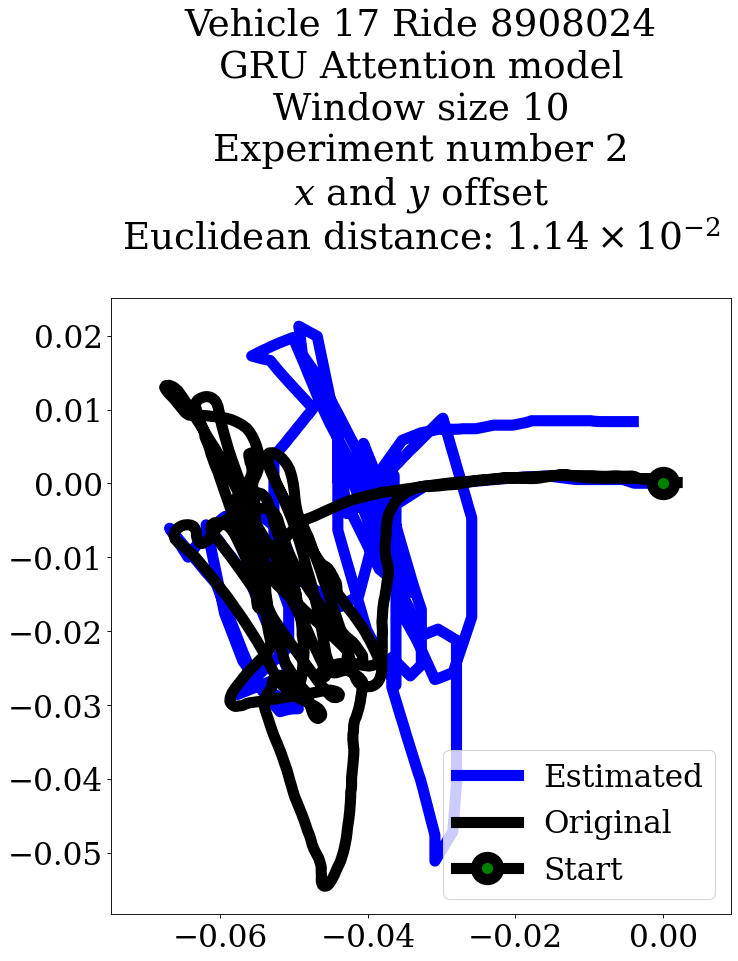 Vehicle 17 Ride 8908024
GRU Attention model
Window size 10
Experiment number 2
x and y offset
Euclidean distance: 1.14 × 10⁻²
0.02
0.01
0.00
−0.01
−0.02
−0.03
−0.04
−0.05
Estimated
Original
Start
−0.06 −0.04 −0.02 0.00